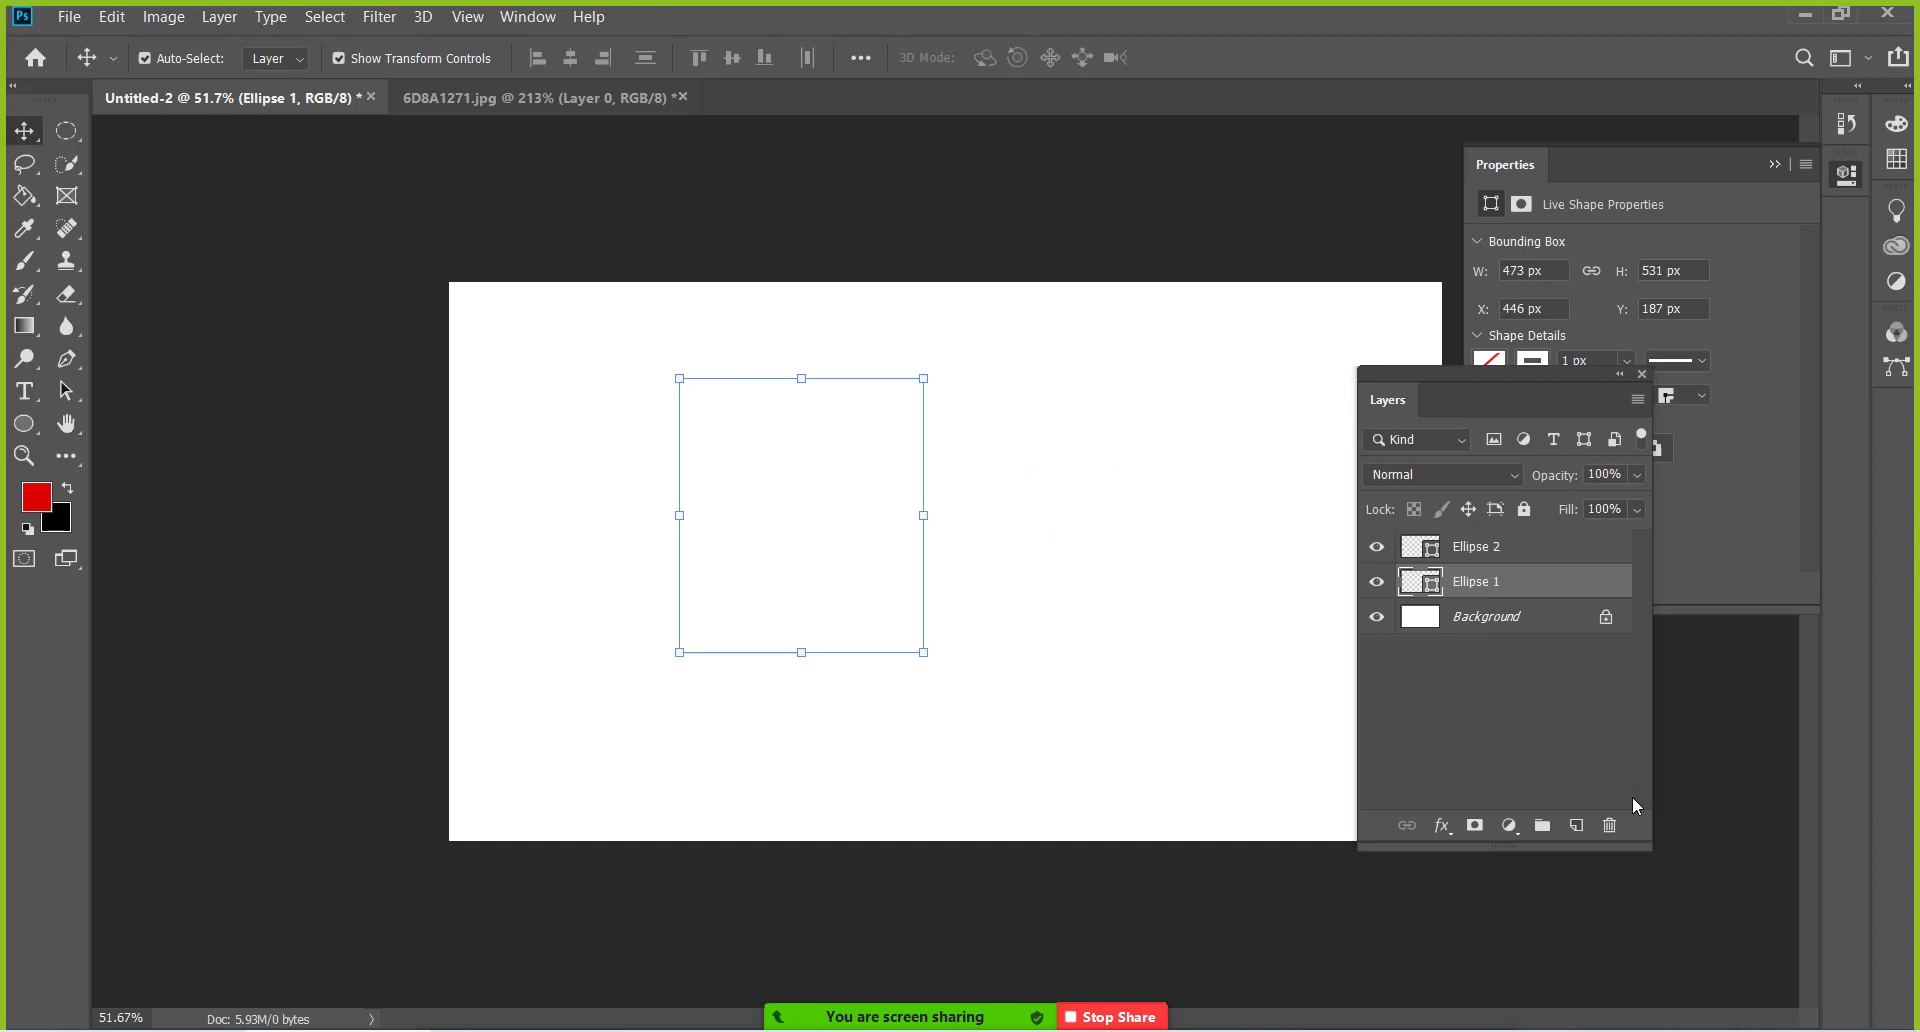 Ps File Edit Image Layer Type Select Filter 3D View Window Help
Auto-Select: Layer Show Transform Controls 3D Mode:
Untitled-2 @ 51.7% (Ellipse 1, RGB/8) * 6D8A1271.jpg @ 213% (Layer 0, RGB/8) *
Properties
Live Shape Properties
Bounding Box
W: 473 px H: 531 px
X: 446 px Y: 187 px
Shape Details
1 px
Layers
Kind
Normal Opacity: 100%
Lock: Fill: 100%
Ellipse 2
Ellipse 1
Background
fx
51.67% Doc: 5.93M/0 bytes
You are screen sharing Stop Share